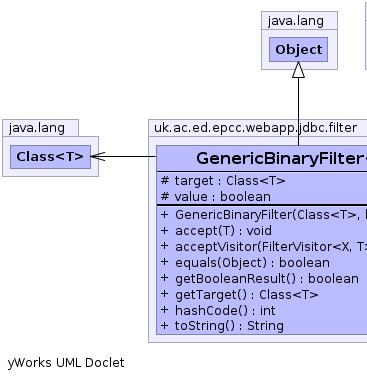 java.lang
Object
java.lang
Class<T>
uk.ac.ed.epcc.webapp.jdbc.filter
GenericBinaryFilter<
# target : Class<T>
# value : boolean
+ GenericBinaryFilter(Class<T>,
+ accept(T) : void
+ acceptVisitor(FilterVisitor<X, T>
+ equals(Object) : boolean
+ getBooleanResult() : boolean
+ getTarget() : Class<T>
+ hashCode() : int
+ toString() : String
yWorks UML Doclet